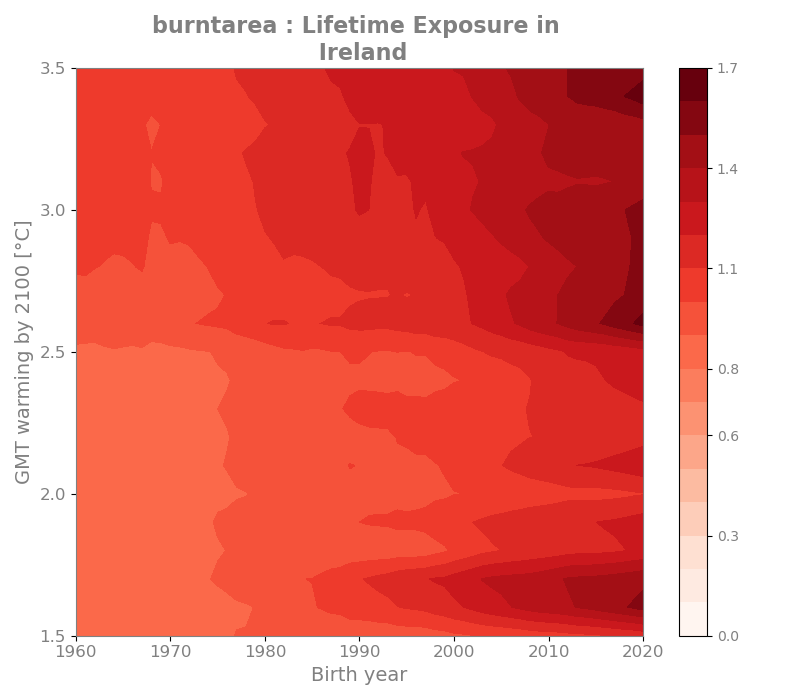 burntarea : Lifetime Exposure in
Ireland
3.5
3.0
2.5
2.0
1.5
GMT warming by 2100 [°C]
1960 1970 1980 1990 2000 2010 2020
Birth year
1.7
1.4
1.1
0.8
0.6
0.3
0.0